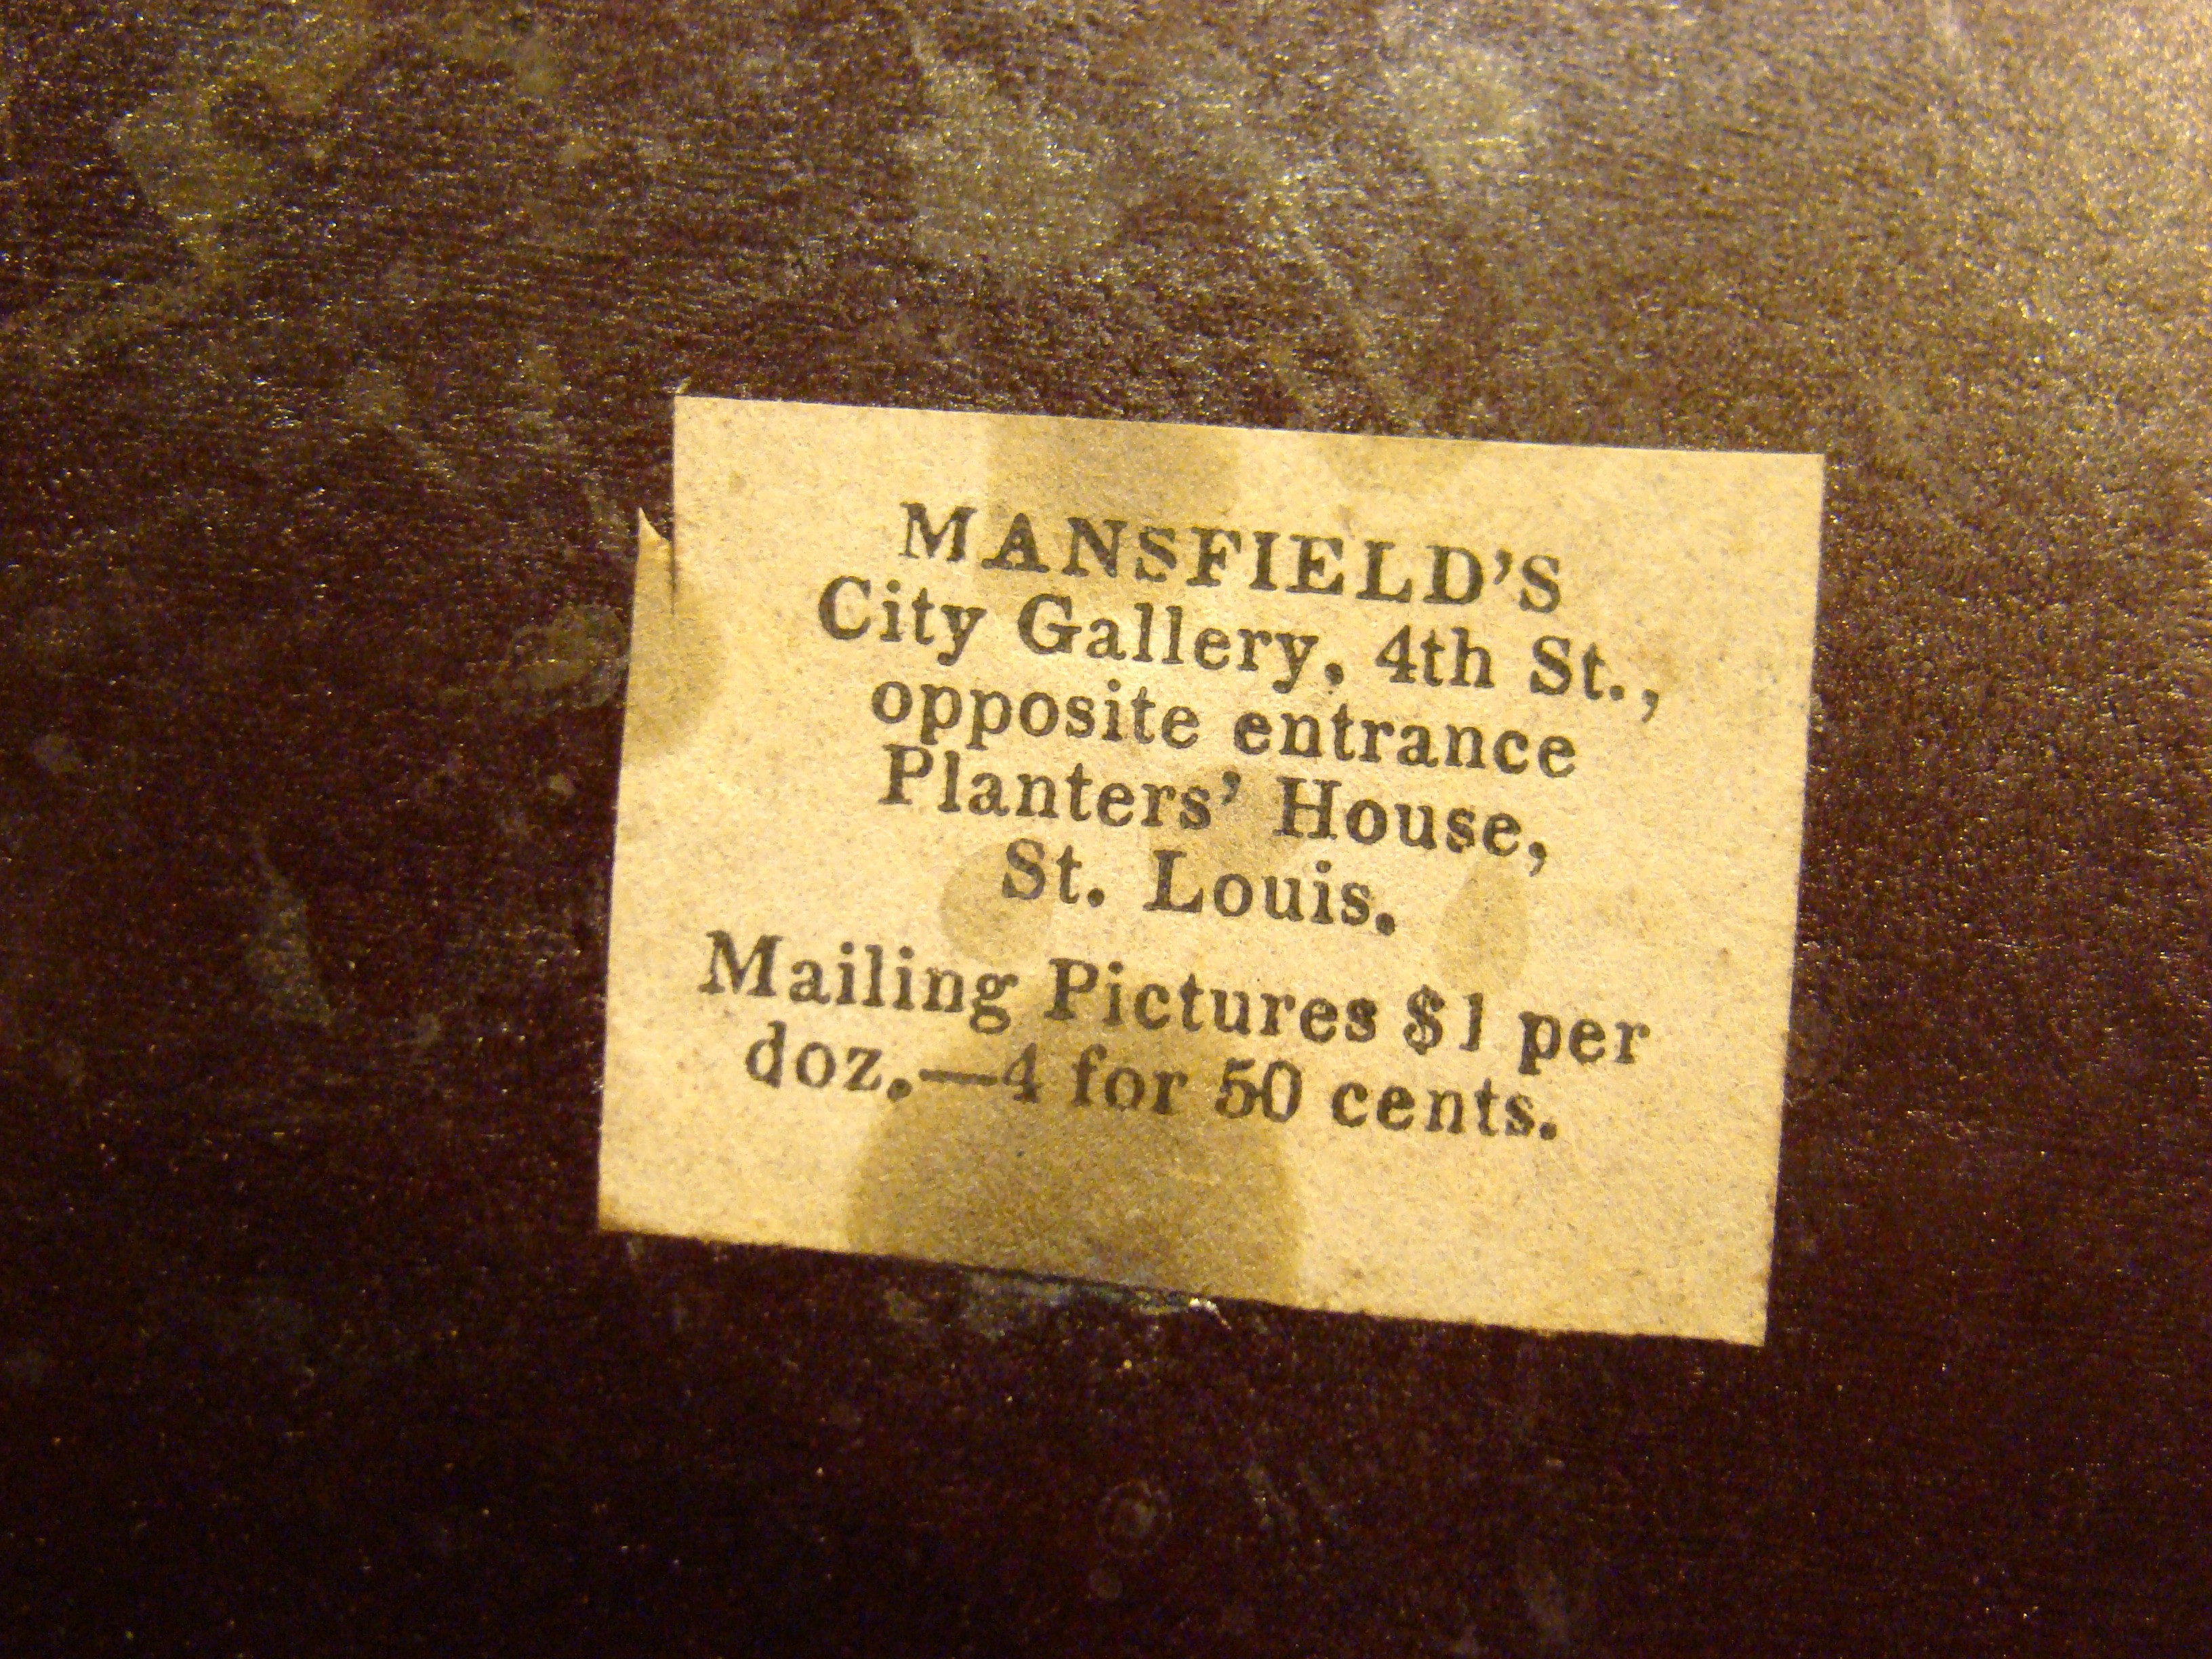 MANSFIELD'S
City Gallery, 4th St.,
opposite entrance
Planters' House,
St. Louis.
Mailing Pictures $1 per
doz.—4 for 50 cents.